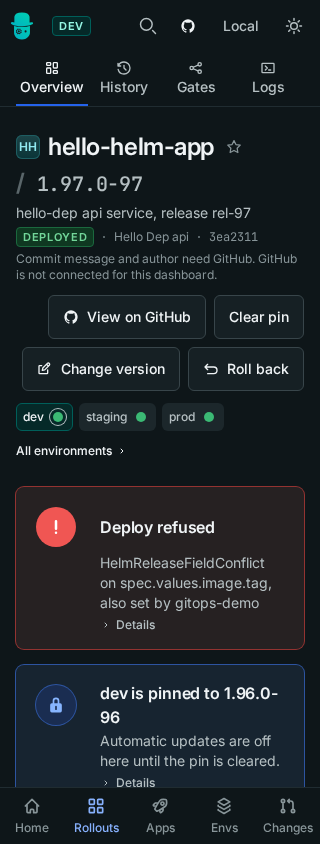 DEV
Local
Overview
History
Gates
Logs
HH
hello-helm-app
/ 1.97.0-97
hello-dep api service, release rel-97
DEPLOYED · Hello Dep api · 3ea2311
Commit message and author need GitHub. GitHub
is not connected for this dashboard.
View on GitHub
Clear pin
Change version
Roll back
dev
staging
prod
All environments ›
!
Deploy refused
HelmReleaseFieldConflict
on spec.values.image.tag,
also set by gitops-demo
› Details
dev is pinned to 1.96.0-
96
Automatic updates are off
here until the pin is cleared.
› Details
Home
Rollouts
Apps
Envs
Changes